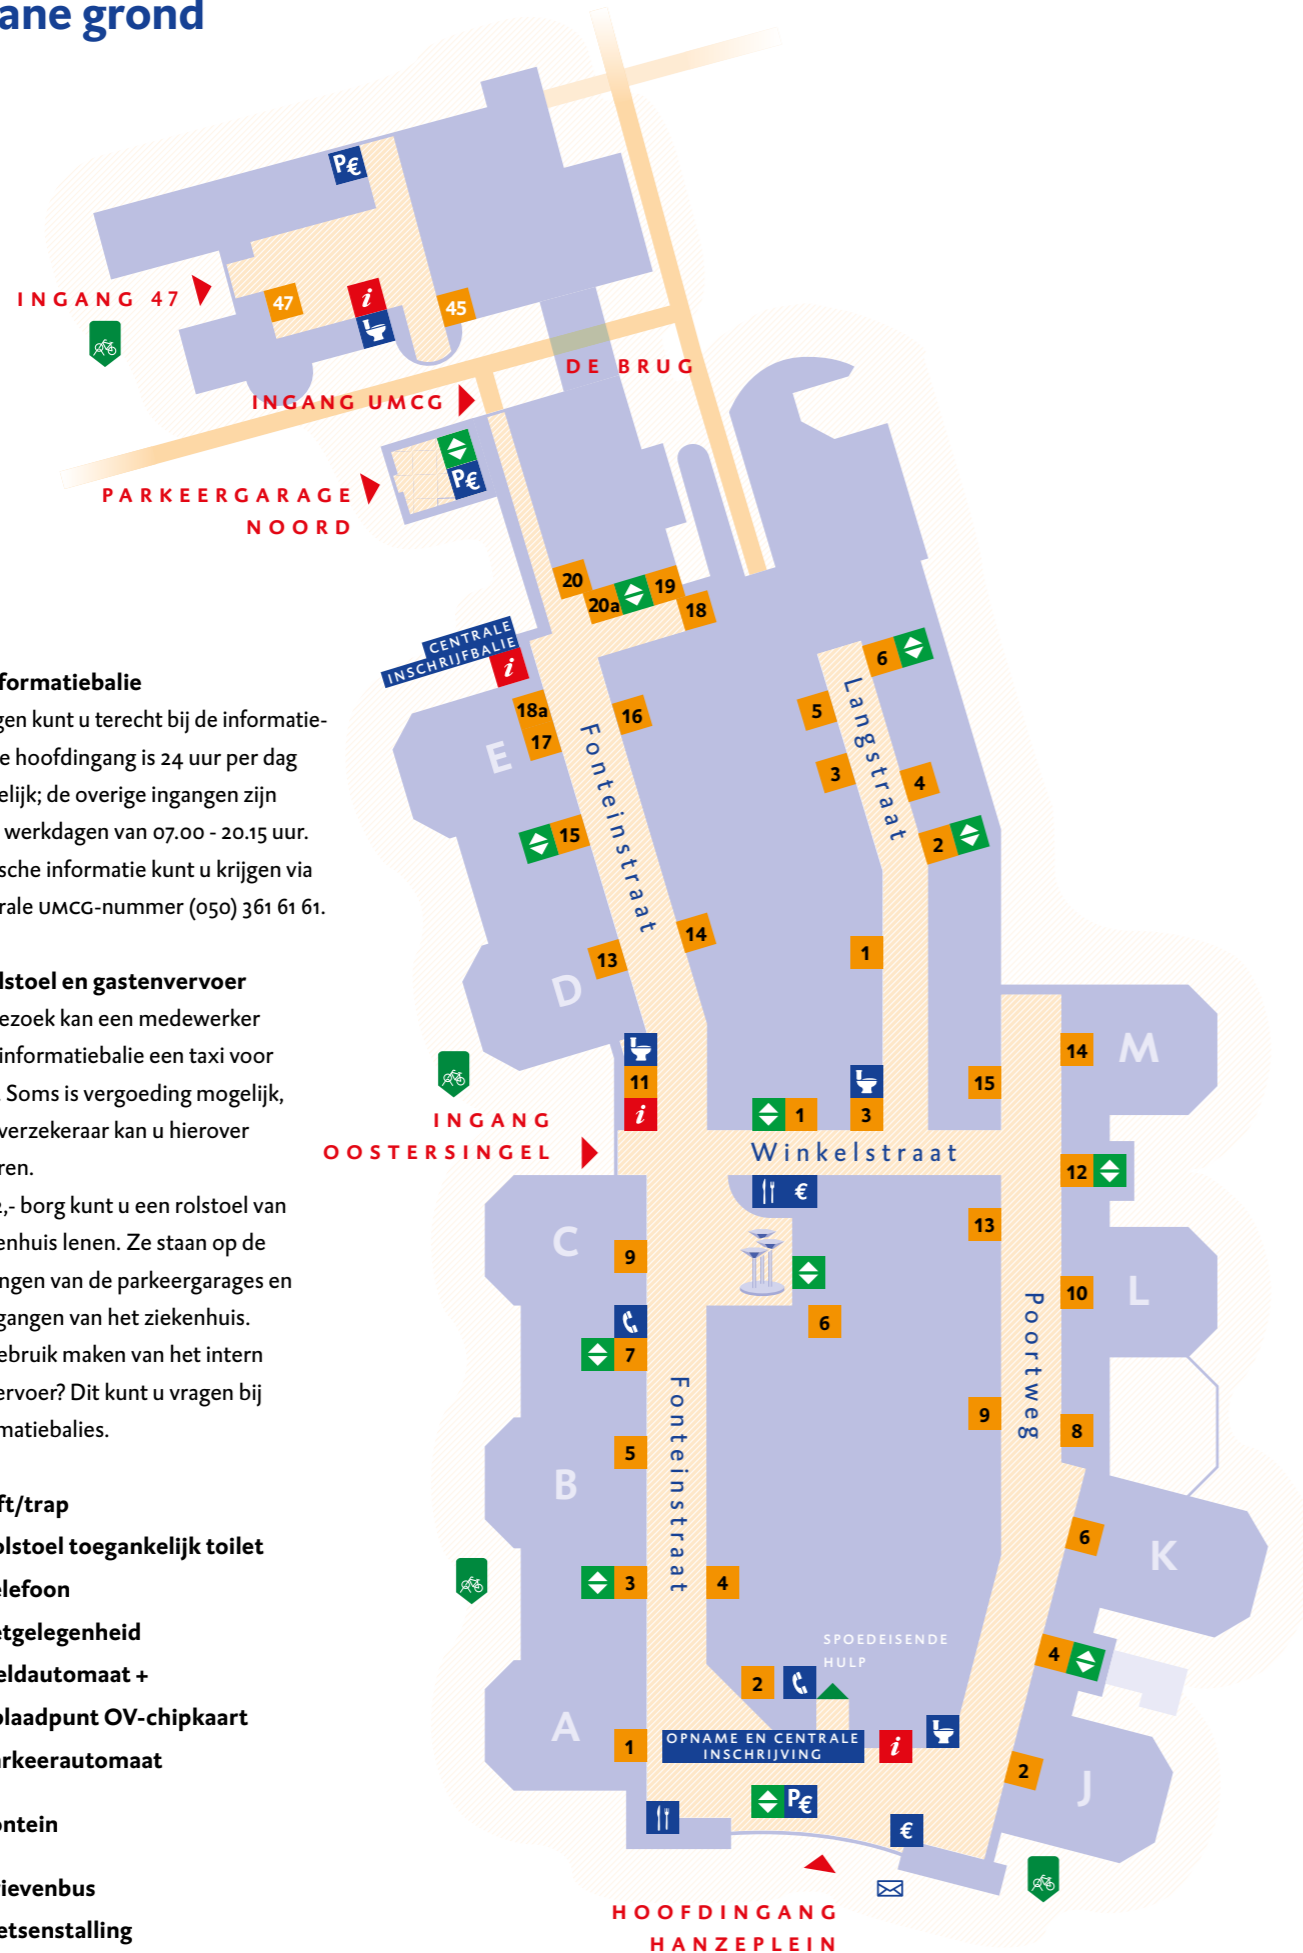 ane grond
P€
INGANG 47
47
i
45
DE BRUG
INGANG UMCG
P€
PARKEERGARAGE
NOORD
20
20a
19
18
CENTRALE
INSCHRIJFBALIE
i
18a
17
E
16
15
Fonteinstraat
14
13
D
6
5
Langstraat
3
4
2
1
formatiebalie
gen kunt u terecht bij de informatie-
e hoofdingang is 24 uur per dag
elijk; de overige ingangen zijn
werkdagen van 07.00 - 20.15 uur.
sche informatie kunt u krijgen via
rale UMCG-nummer (050) 361 61 61.
lstoel en gastenvervoer
ezoek kan een medewerker
informatiebalie een taxi voor
. Soms is vergoeding mogelijk,
verzekeraar kan u hierover
ren.
2,- borg kunt u een rolstoel van
enhuis lenen. Ze staan op de
ngen van de parkeergarages en
gangen van het ziekenhuis.
ebruik maken van het intern
ervoer? Dit kunt u vragen bij
matiebalies.
ft/trap
olstoel toegankelijk toilet
elefoon
etgelegenheid
eldautomaat +
plaadpunt OV-chipkaart
arkeerautomaat
ontein
rievenbus
etsenstalling
11
i
INGANG
OOSTERSINGEL
1
3
Winkelstraat
€
15
14
M
12
13
10
L
Poortweg
9
8
6
K
4
2
J
C
9
6
7
5
B
Fonteinstraat
3
4
SPOEDEISENDE
HULP
2
A
1
OPNAME EN CENTRALE
INSCHRIJVING
i
P€
€
HOOFDINGANG
HANZEPLEIN